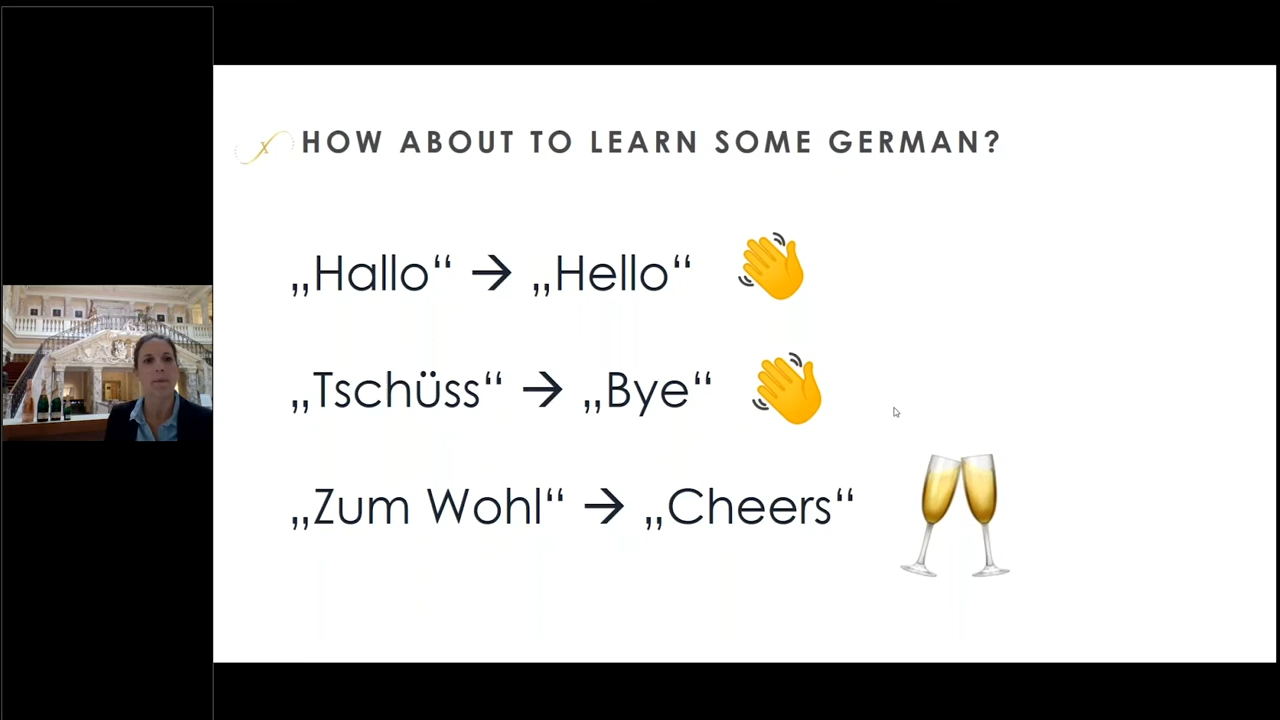 HOW ABOUT TO LEARN SOME GERMAN?
„Hallo“ → „Hello“
„Tschüss“ → „Bye“
„Zum Wohl“ → „Cheers“